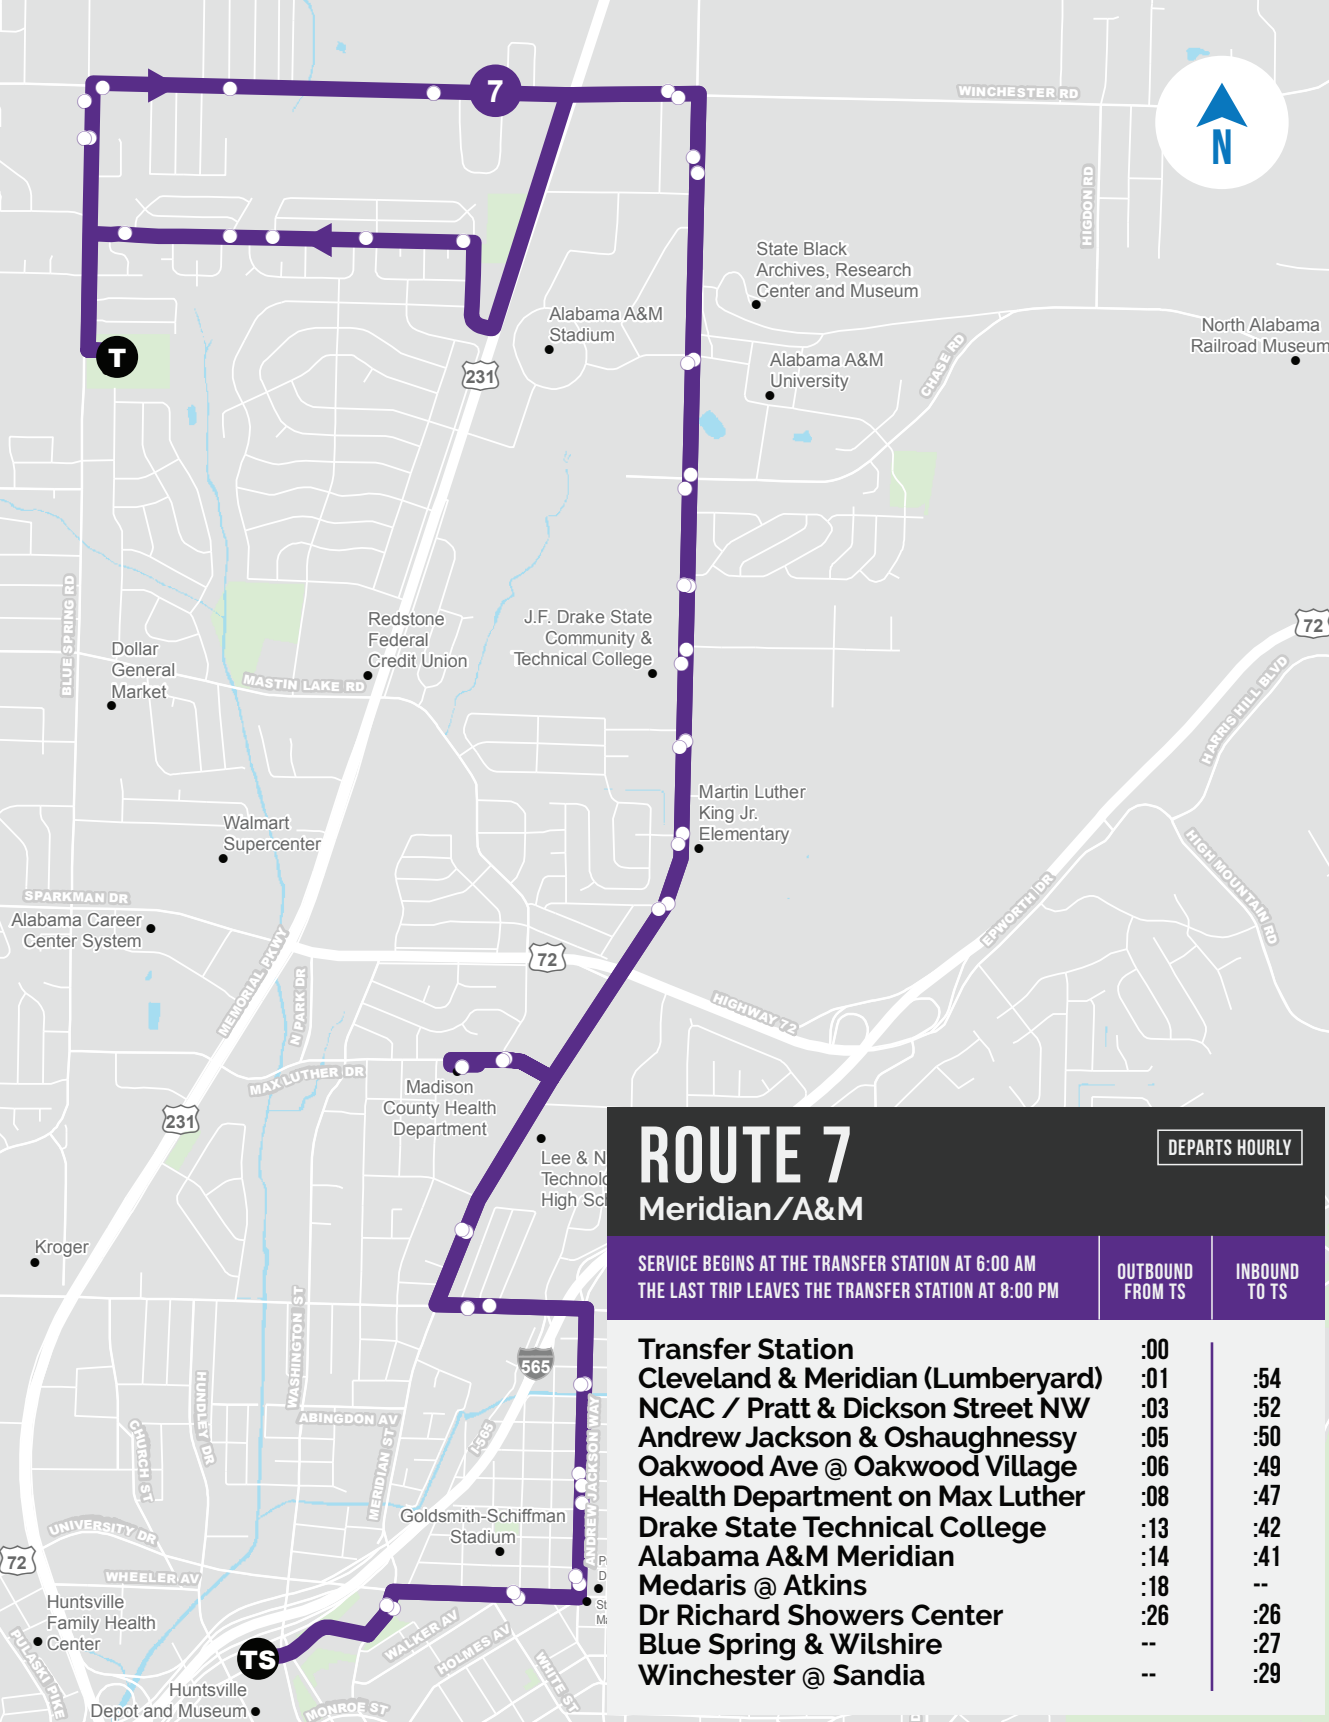 7
WINCHESTER RD
N
HIGDON RD
State Black
Archives, Research
Center and Museum
Alabama A&M
Stadium
North Alabama
Railroad Museum
T
231
Alabama A&M
University
CHASE RD
BLUE SPRING RD
Redstone
Federal
Credit Union
J.F. Drake State
Community &
Technical College
72
Dollar
General
Market
MASTIN LAKE RD
HARRIS HILL BLVD
Martin Luther
King Jr.
Elementary
Walmart
Supercenter
HIGH MOUNTAIN RD
SPARKMAN DR
Alabama Career
Center System
EPWORTH DR
MEMORIAL PKWY
72
N PARK DR
HIGHWAY 72
MAX LUTHER DR
Madison
County Health
Department
231
Lee & N
Technolo
High Sc
Kroger
WASHINGTON ST
565
HUNDLEY DR
ABINGDON AV
CHURCH ST
MERIDIAN ST
I-565
ANDREW JACKSON WAY
Goldsmith-Schiffman
Stadium
UNIVERSITY DR
72
WHEELER AV
P
D
St
Ma
Huntsville
Family Health
Center
WALKER AV
HOLMES AV
TS
PULASKI PIKE
WHITE ST
Huntsville
Depot and Museum
MONROE ST
D
ROUTE 7
DEPARTS HOURLY
Meridian/A&M
SERVICE BEGINS AT THE TRANSFER STATION AT 6:00 AM
THE LAST TRIP LEAVES THE TRANSFER STATION AT 8:00 PM
OUTBOUND
FROM TS
INBOUND
TO TS
Transfer Station :00
Cleveland & Meridian (Lumberyard) :01 :54
NCAC / Pratt & Dickson Street NW :03 :52
Andrew Jackson & Oshaughnessy :05 :50
Oakwood Ave @ Oakwood Village :06 :49
Health Department on Max Luther :08 :47
Drake State Technical College :13 :42
Alabama A&M Meridian :14 :41
Medaris @ Atkins :18 --
Dr Richard Showers Center :26 :26
Blue Spring & Wilshire -- :27
Winchester @ Sandia -- :29